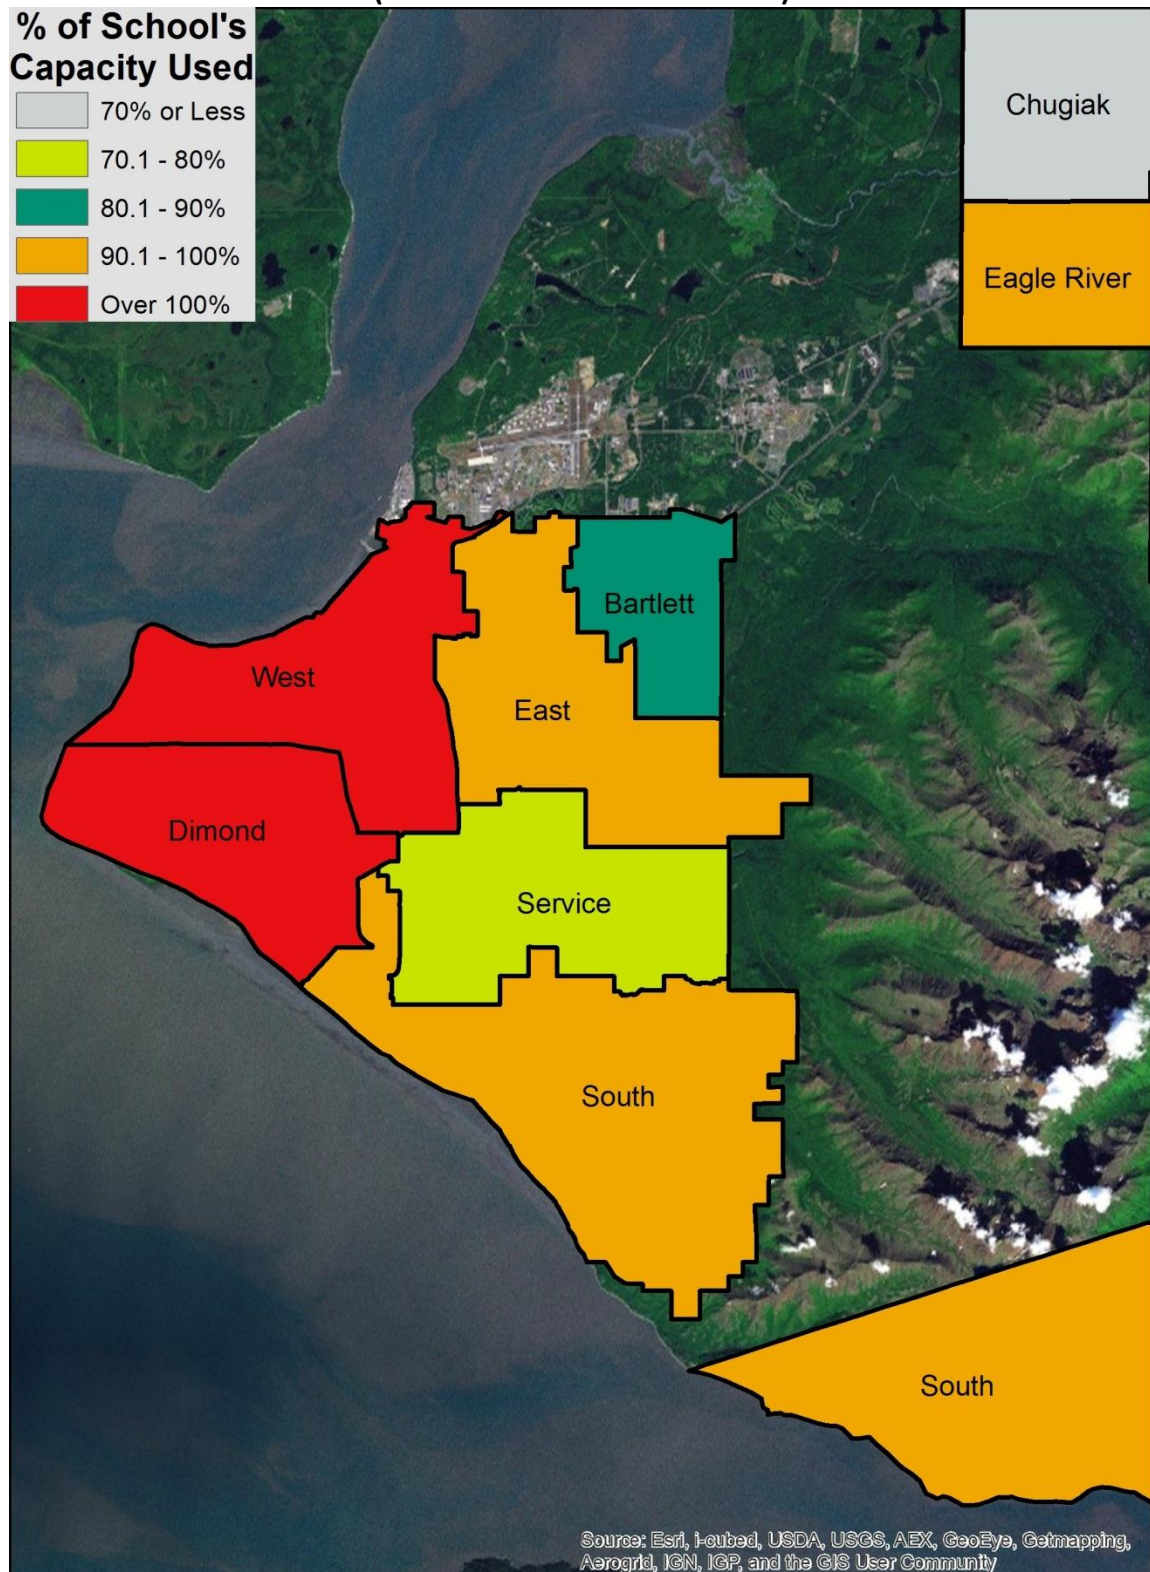 % of School's
Capacity Used
70% or Less
70.1 - 80%
80.1 - 90%
90.1 - 100%
Over 100%
Chugiak
Eagle River
Bartlett
West
East
Dimond
Service
South
South
Source: Esri, i-cubed, USDA, USGS, AEX, GeoEye, Getmapping,
Aerogrid, IGN, IGP, and the GIS User Community